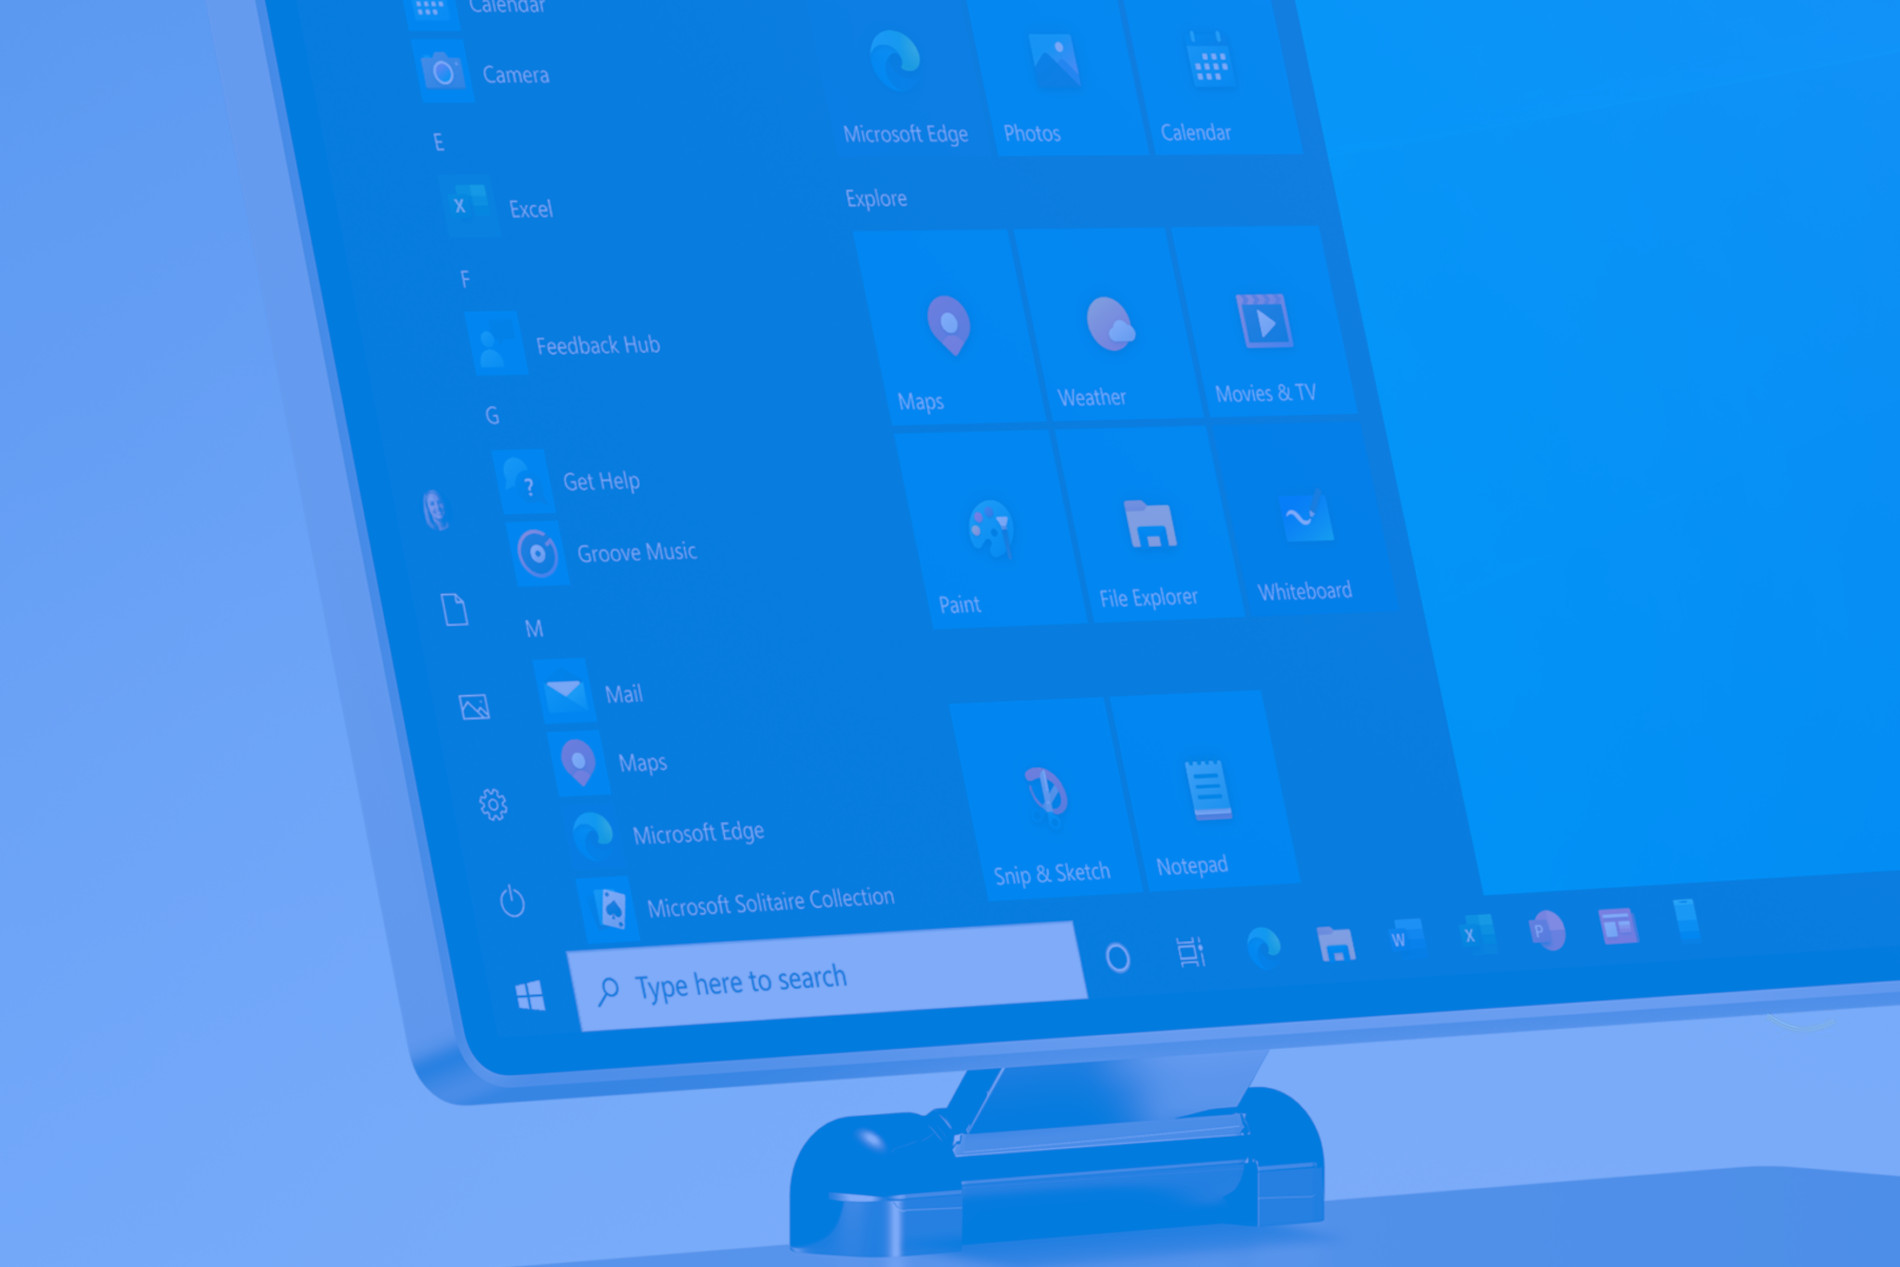 Calendar
Camera
E
Excel
F
Feedback Hub
G
Get Help
Groove Music
M
Mail
Maps
Microsoft Edge
Microsoft Solitaire Collection
Microsoft Edge
Photos
Calendar
Explore
Maps
Weather
Movies & TV
Paint
File Explorer
Whiteboard
Snip & Sketch
Notepad
Type here to search